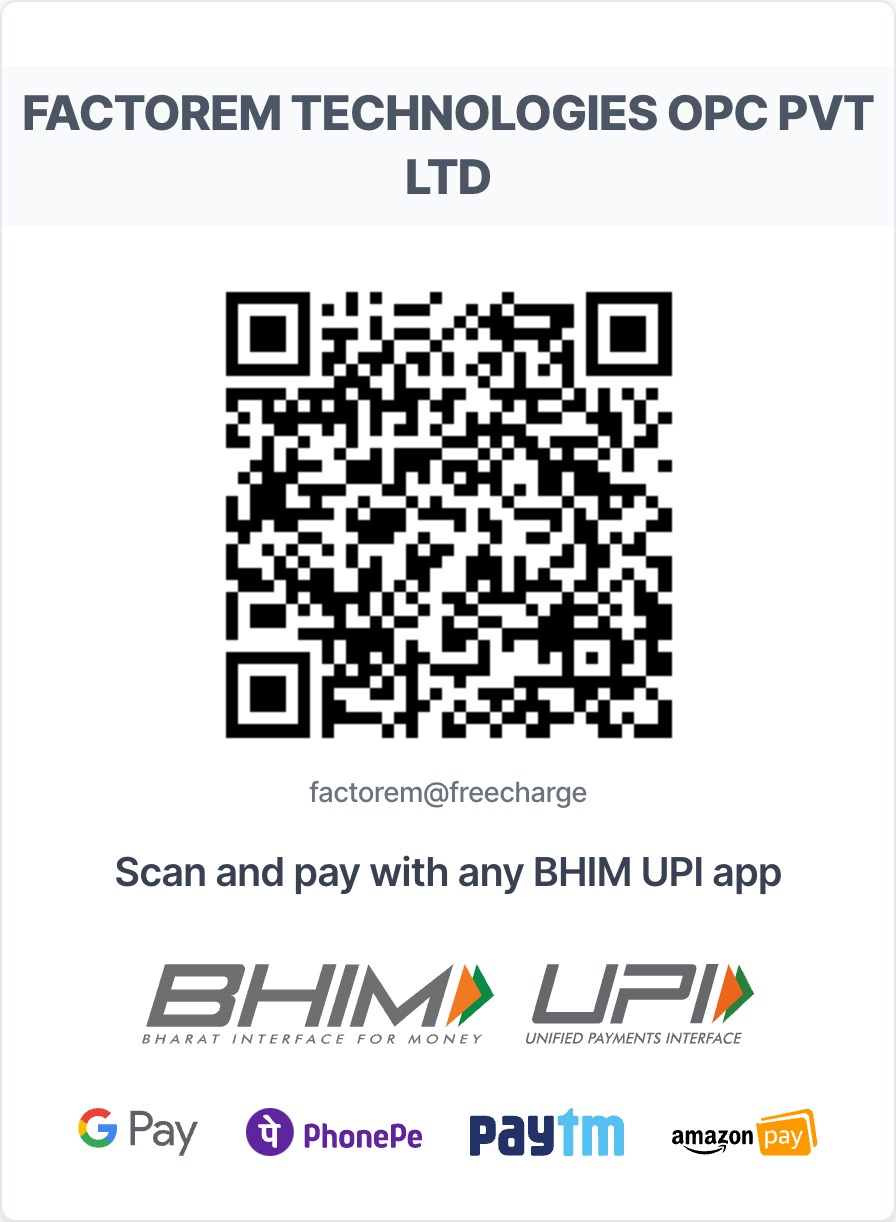 FACTOREM TECHNOLOGIES OPC PVT
LTD
factorem@freecharge
Scan and pay with any BHIM UPI app
BHIM UPI
BHARAT INTERFACE FOR MONEY UNIFIED PAYMENTS INTERFACE
G Pay पे PhonePe paytm amazon pay